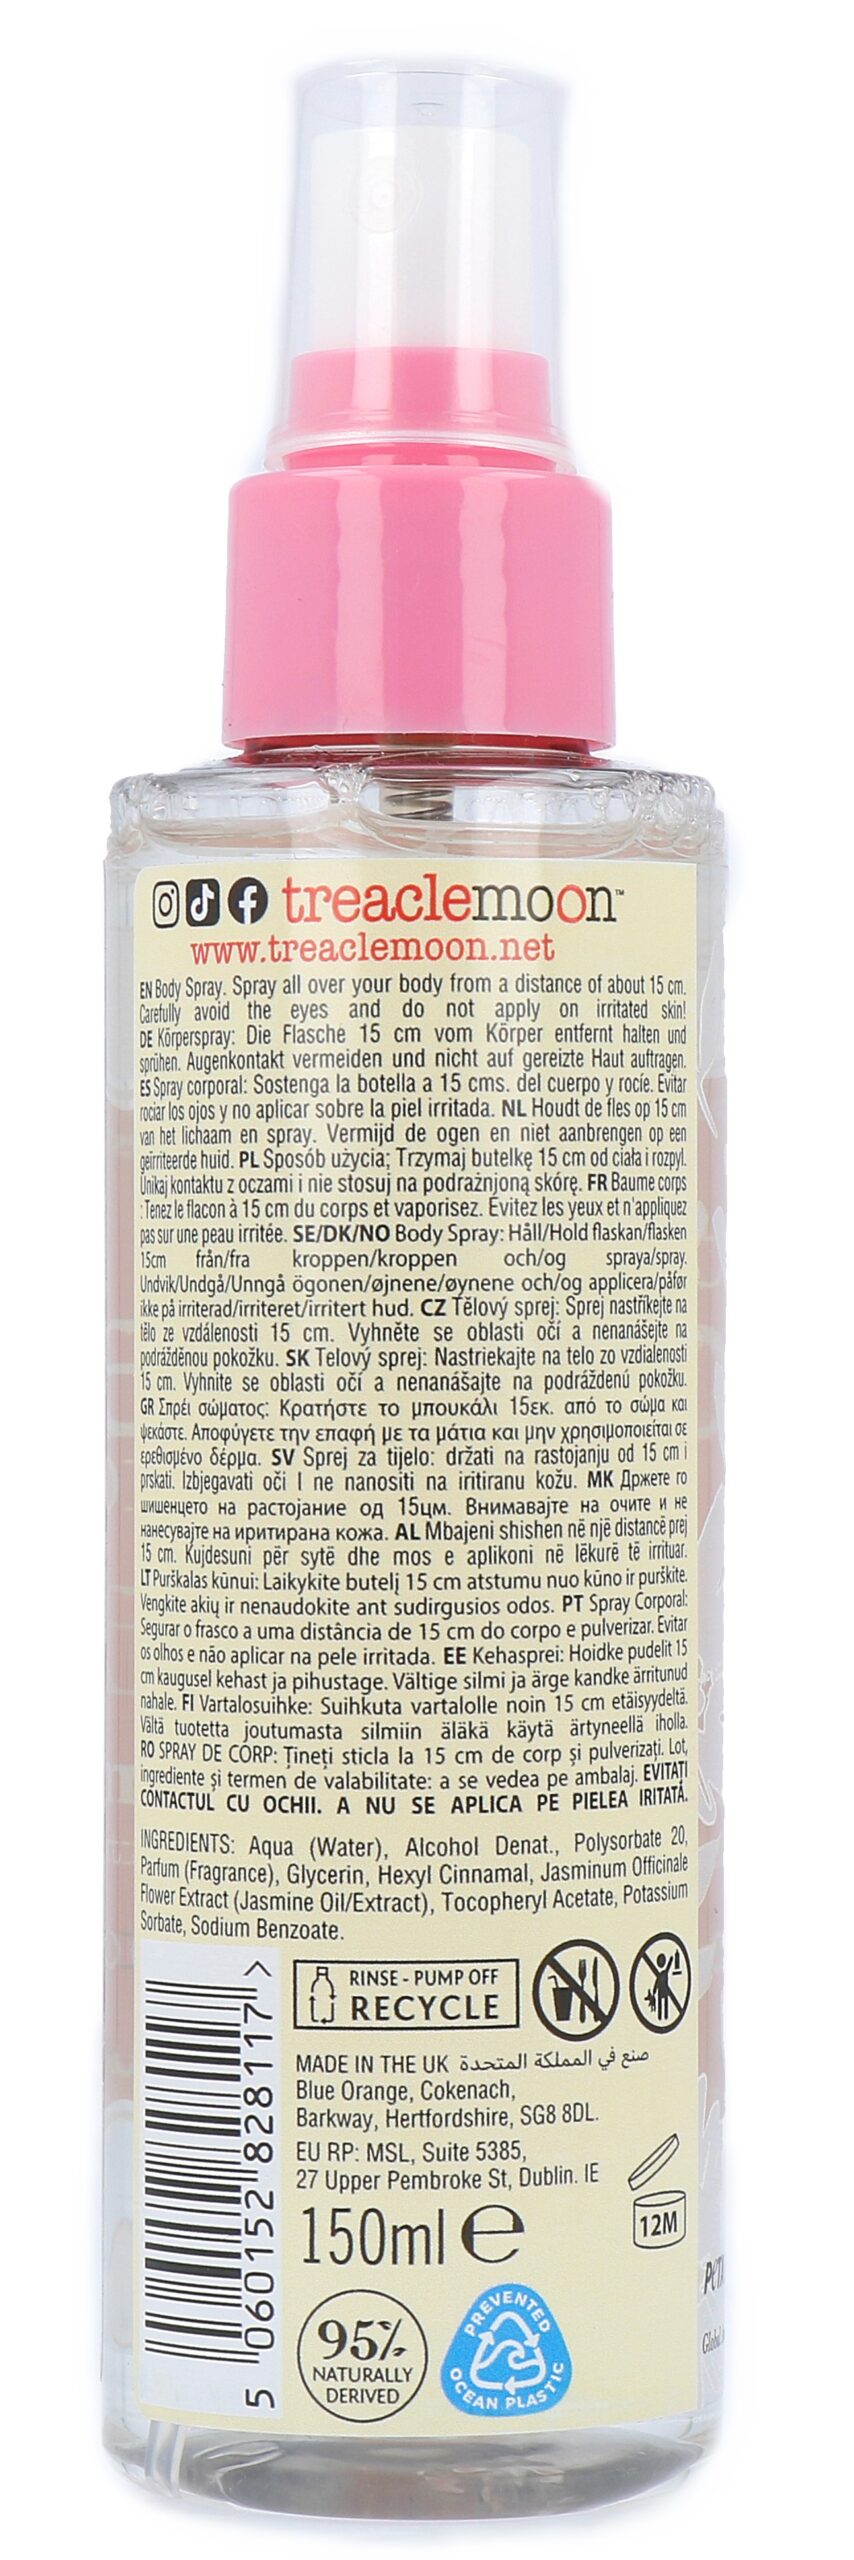 treaclemoon™
www.treaclemoon.net
EN Body Spray. Spray all over your body from a distance of about 15 cm.
Carefully avoid the eyes and do not apply on irritated skin!
DE Körperspray: Die Flasche 15 cm vom Körper entfernt halten und
sprühen. Augenkontakt vermeiden und nicht auf gereizte Haut auftragen.
ES Spray corporal: Sostenga la botella a 15 cms. del cuerpo y rocíe. Evitar
rociar los ojos y no aplicar sobre la piel irritada. NL Houdt de fles op 15 cm
van het lichaam en spray. Vermijd de ogen en niet aanbrengen op een
geïrriteerde huid. PL Sposób użycia; Trzymaj butelkę 15 cm od ciała i rozpyl.
Unikaj kontaktu z oczami i nie stosuj na podrażnjoną skórę. FR Baume corps
: Tenez le flacon à 15 cm du corps et vaporisez. Évitez les yeux et n'appliquez
pas sur une peau irritée. SE/DK/NO Body Spray: Håll/Hold flaskan/flasken
15cm från/fra kroppen/kroppen och/og spraya/spray.
Undvik/Undgå/Unngå ögonen/øjnene/øynene och/og applicera/påfør
ikke på irriterad/irriteret/irritert hud. CZ Tělový sprej: Sprej nastříkejte na
tělo ze vzdálenosti 15 cm. Vyhněte se oblasti očí a nenanášejte na
podrážděnou pokožku. SK Telový sprej: Nastriekajte na telo zo vzdialenosti
15 cm. Vyhnite se oblasti očí a nenanášajte na podráždenú pokožku.
GR Σπρέι σώματος: Κρατήστε το μπουκάλι 15εκ. από το σώμα και
ψεκάστε. Αποφύγετε την επαφή με τα μάτια και μην χρησιμοποιείται σε
ερεθισμένο δέρμα. SV Sprej za tijelo: držati na rastojanju od 15 cm i
prskati. Izbjegavati oči I ne nanositi na iritiranu kožu. MK Држете го
шишенцето на растојание од 15цм. Внимавајте на очите и не
нанесувајте на иритирана кожа. AL Mbajeni shishen në një distancë prej
15 cm. Kujdesuni për sytë dhe mos e aplikoni në lëkurë të irrituar.
LT Purškalas kūnui: Laikykite butelį 15 cm atstumu nuo kūno ir purškite.
Vengkite akių ir nenaudokite ant sudirgusios odos. PT Spray Corporal:
Segurar o frasco a uma distância de 15 cm do corpo e pulverizar. Evitar
os olhos e não aplicar na pele irritada. EE Kehasprei: Hoidke pudelit 15
cm kaugusel kehast ja pihustage. Vältige silmi ja ärge kandke ärritunud
nahale. FI Vartalosuihke: Suihkuta vartalolle noin 15 cm etäisyydeltä.
Vältä tuotetta joutumasta silmiin äläkä käytä ärtyneellä iholla.
RO SPRAY DE CORP: Țineți sticla la 15 cm de corp și pulverizați. Lot,
ingrediente și termen de valabilitate: a se vedea pe ambalaj. EVITAȚI
CONTACTUL CU OCHII. A NU SE APLICA PE PIELEA IRITATĂ.
INGREDIENTS: Aqua (Water), Alcohol Denat., Polysorbate 20,
Parfum (Fragrance), Glycerin, Hexyl Cinnamal, Jasminum Officinale
Flower Extract (Jasmine Oil/Extract), Tocopheryl Acetate, Potassium
Sorbate, Sodium Benzoate.
5 060152 828117 >
RINSE - PUMP OFF
RECYCLE
MADE IN THE UK صنع في المملكة المتحدة
Blue Orange, Cokenach,
Barkway, Hertfordshire, SG8 8DL.
EU RP: MSL, Suite 5385,
27 Upper Pembroke St, Dublin. IE
12M
150ml e
95%
NATURALLY
DERIVED
PREVENTED
OCEAN PLASTIC